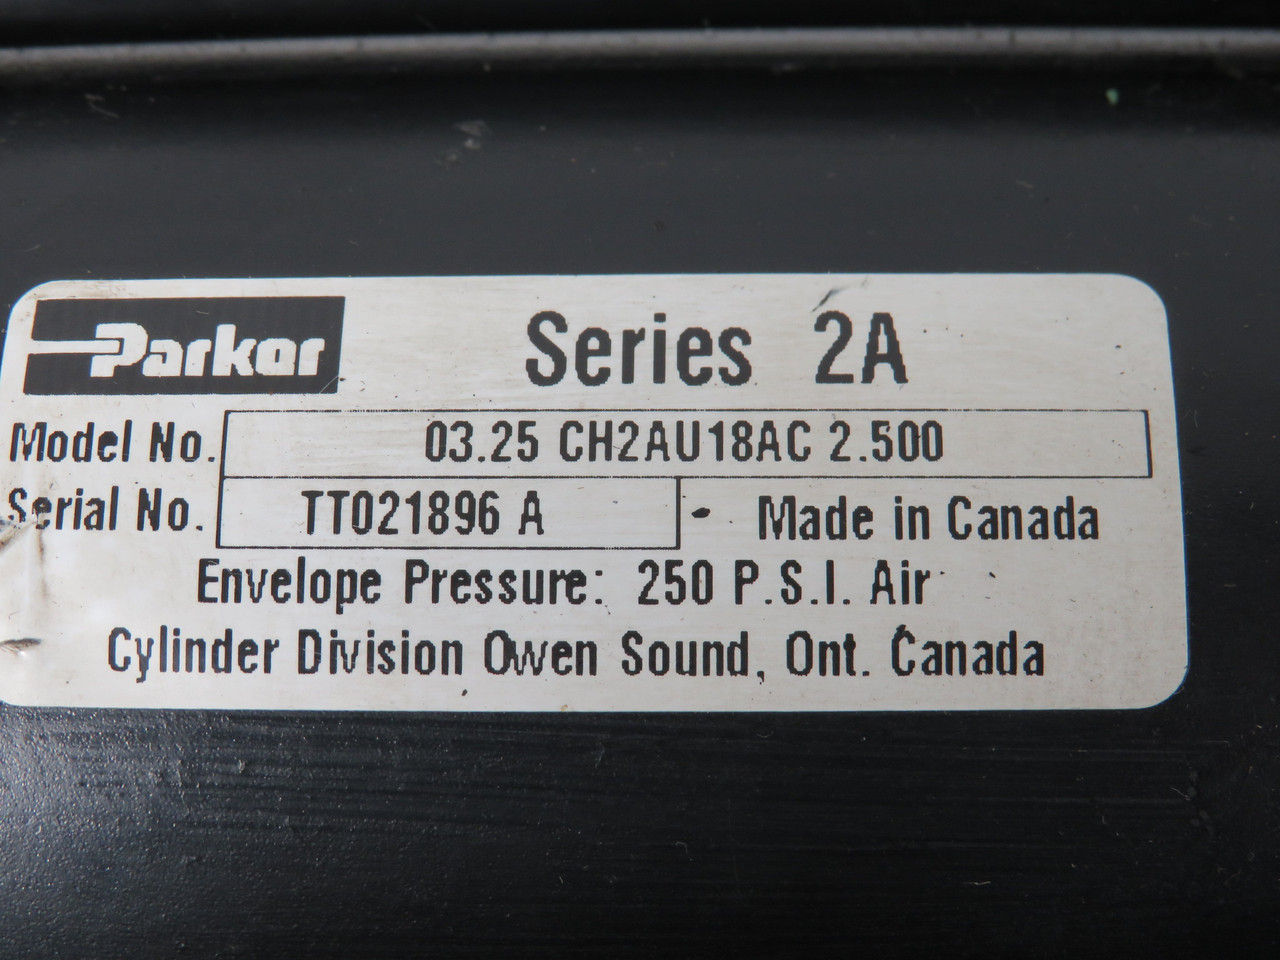 Parker Series 2A
Model No. 03.25 CH2AU18AC 2.500
Serial No. TT021896 A - Made in Canada
Envelope Pressure: 250 P.S.I. Air
Cylinder Division Owen Sound, Ont. Canada